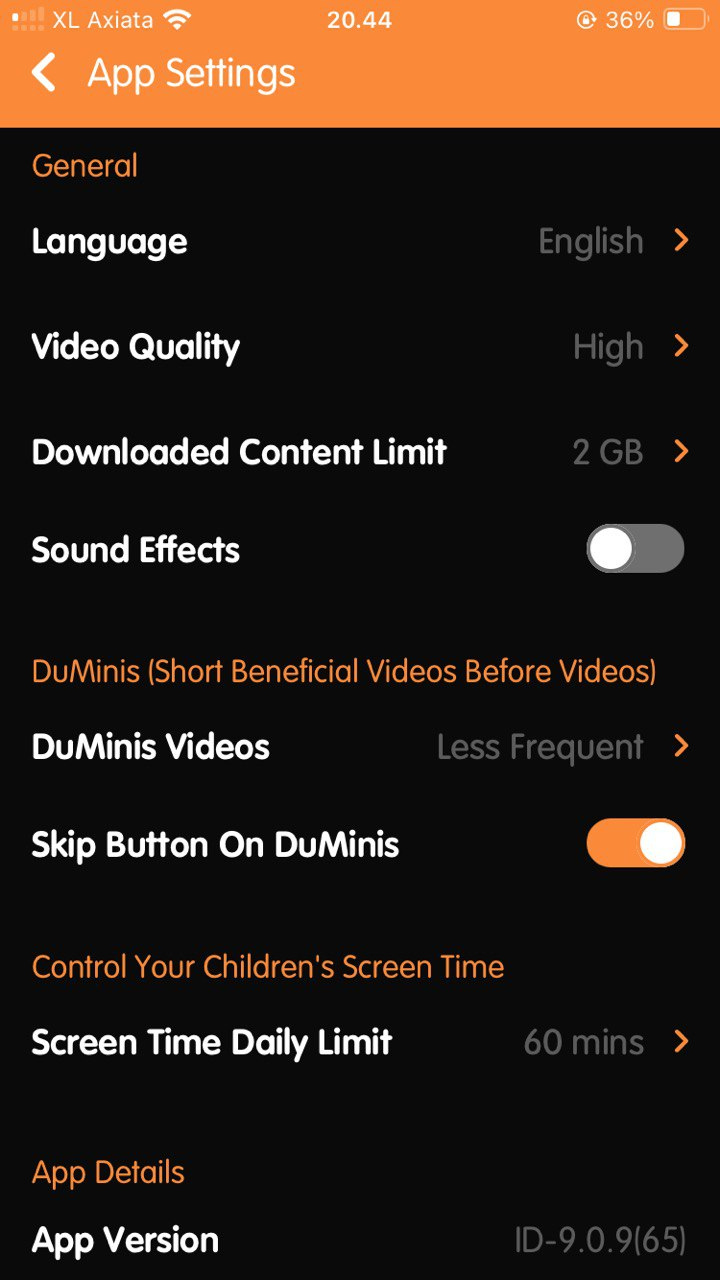 XL Axiata 20.44 36%
App Settings
General
Language English
Video Quality High
Downloaded Content Limit 2 GB
Sound Effects
DuMinis (Short Beneficial Videos Before Videos)
DuMinis Videos Less Frequent
Skip Button On DuMinis
Control Your Children's Screen Time
Screen Time Daily Limit 60 mins
App Details
App Version ID-9.0.9(65)